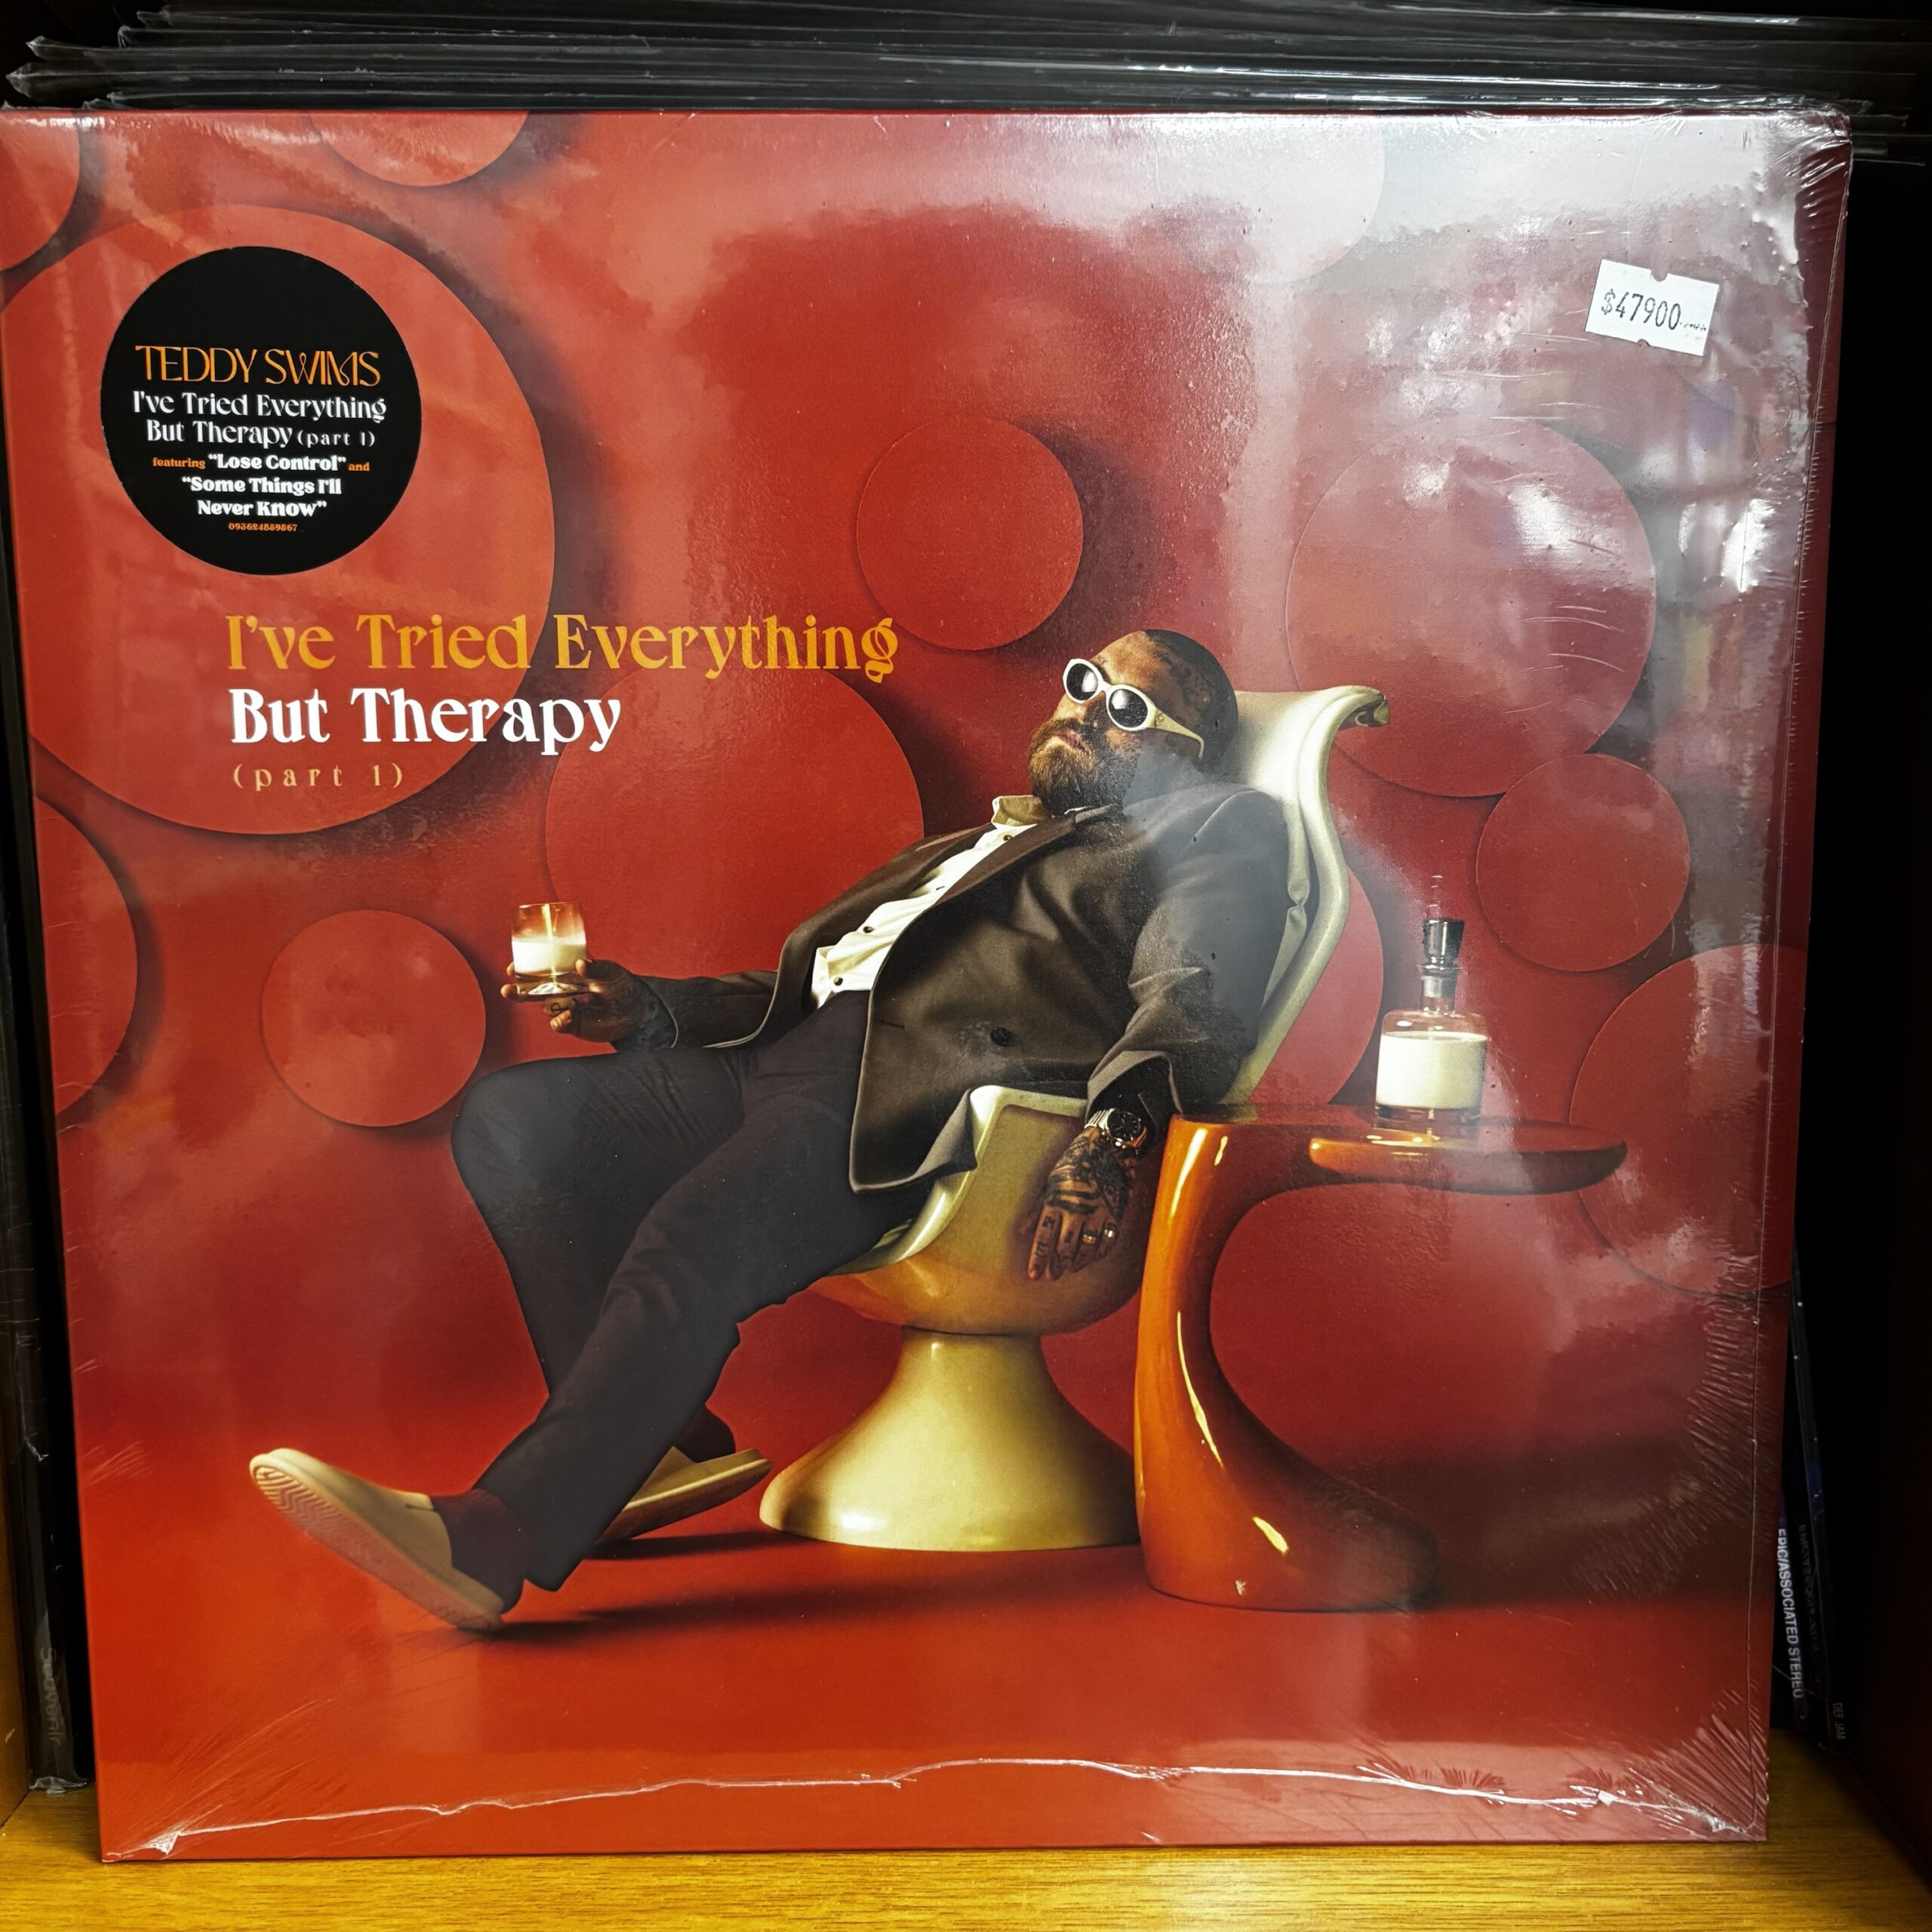 $47900
TEDDY SWIMS
I've Tried Everything
But Therapy (part 1)
featuring "Lose Control" and
"Some Things I'll
Never Know"
093624859567
I've Tried Everything
But Therapy
(part 1)
EPIC/ASSOCIATED STEREO
DEF JAM
Souvenir